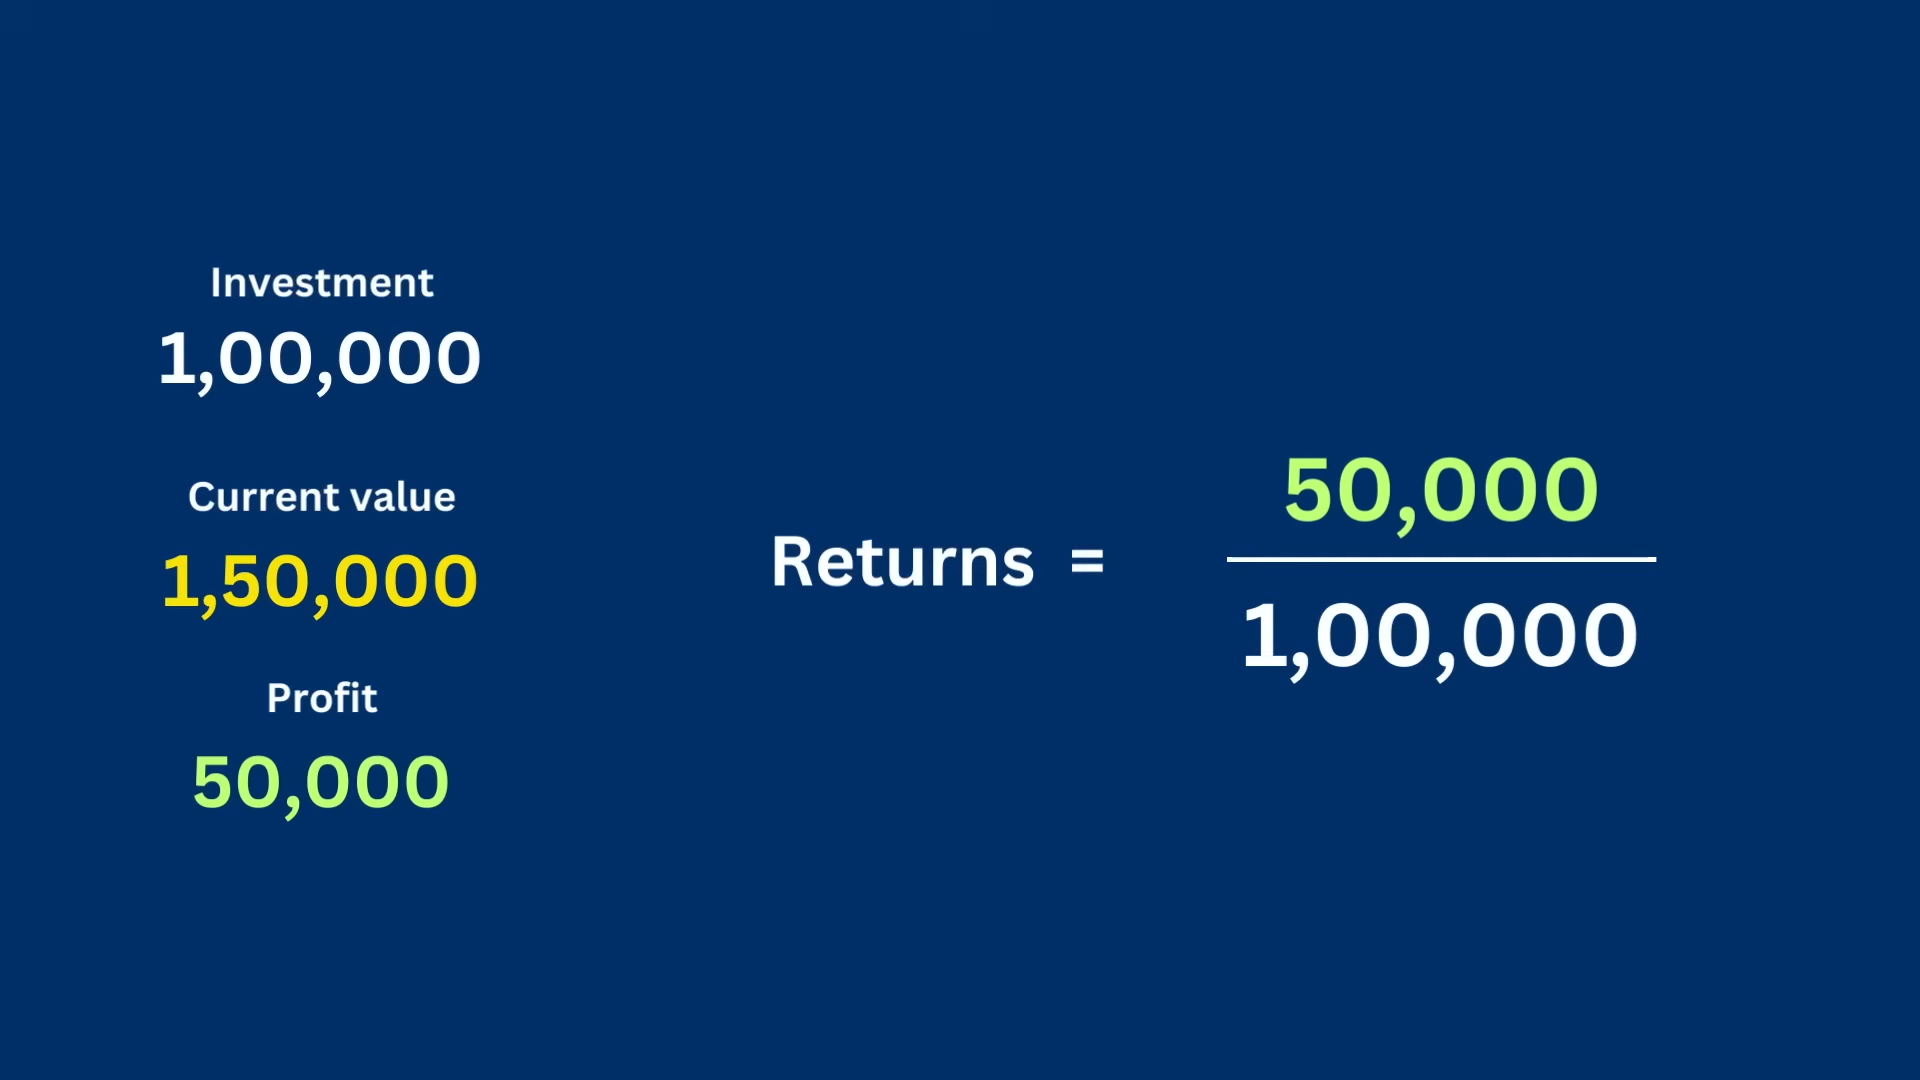 Investment
1,00,000
Current value
1,50,000
Profit
50,000
Returns =
50,000
1,00,000